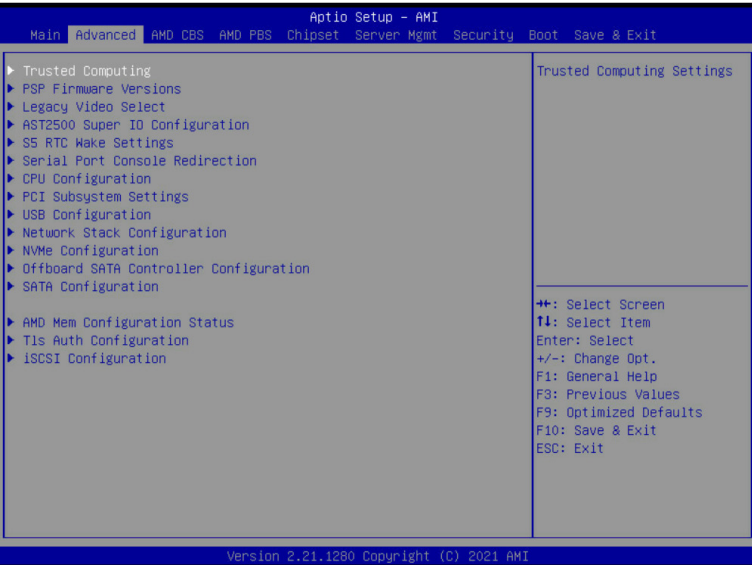 Aptio Setup – AMI
Main Advanced AMD CBS AMD PBS Chipset Server Mgmt Security Boot Save & Exit
Trusted Computing
PSP Firmware Versions
Legacy Video Select
AST2500 Super IO Configuration
S5 RTC Wake Settings
Serial Port Console Redirection
CPU Configuration
PCI Subsystem Settings
USB Configuration
Network Stack Configuration
NVMe Configuration
Offboard SATA Controller Configuration
SATA Configuration
AMD Mem Configuration Status
Tls Auth Configuration
iSCSI Configuration
Trusted Computing Settings
→←: Select Screen
↑↓: Select Item
Enter: Select
+/-: Change Opt.
F1: General Help
F3: Previous Values
F9: Optimized Defaults
F10: Save & Exit
ESC: Exit
Version 2.21.1280 Copyright (C) 2021 AMI